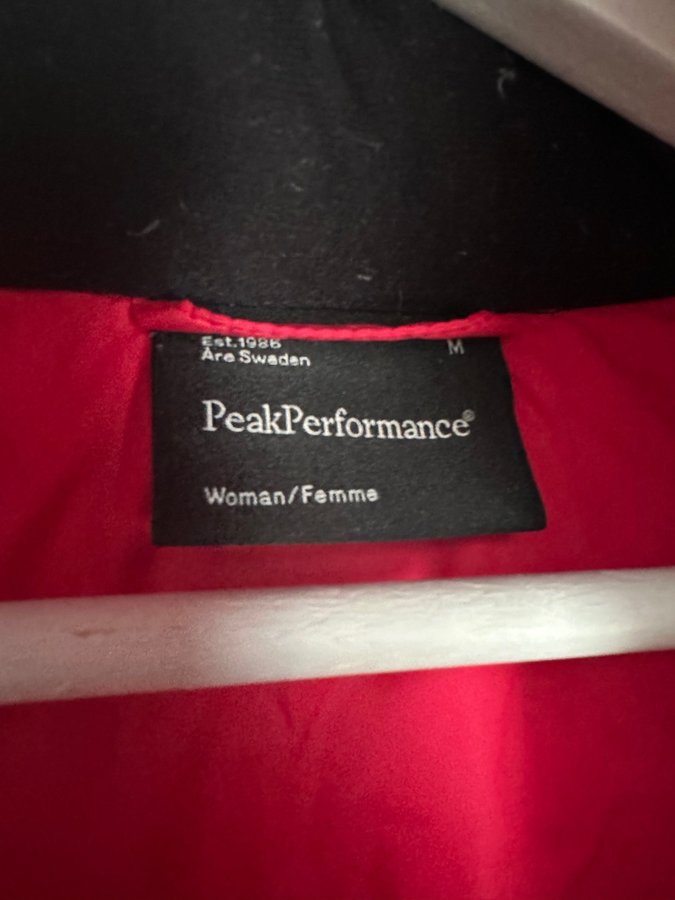 Est.1986
M
Åre Sweden
PeakPerformance®
Woman/Femme